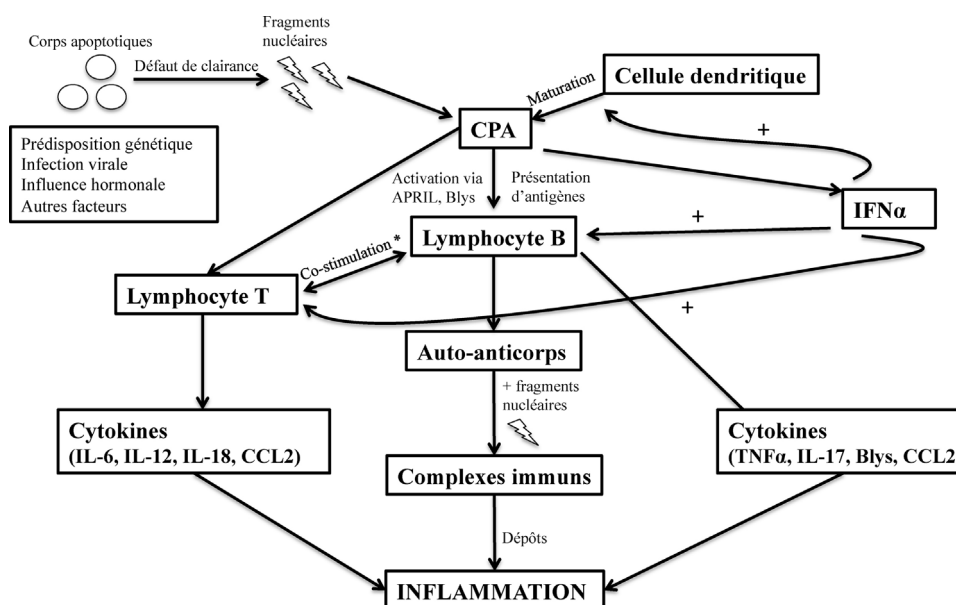 Corps apoptotiques
Défaut de clairance
Fragments
nucléaires
Maturation
Cellule dendritique
Prédisposition génétique
Infection virale
Influence hormonale
Autres facteurs
CPA
+
Activation via
APRIL, Blys
Présentation
d'antigènes
IFNα
+
Lymphocyte B
Co-stimulation *
Lymphocyte T
+
Auto-anticorps
+ fragments
nucléaires
Cytokines
(IL-6, IL-12, IL-18, CCL2)
Complexes immuns
Cytokines
(TNFα, IL-17, Blys, CCL2
Dépôts
INFLAMMATION